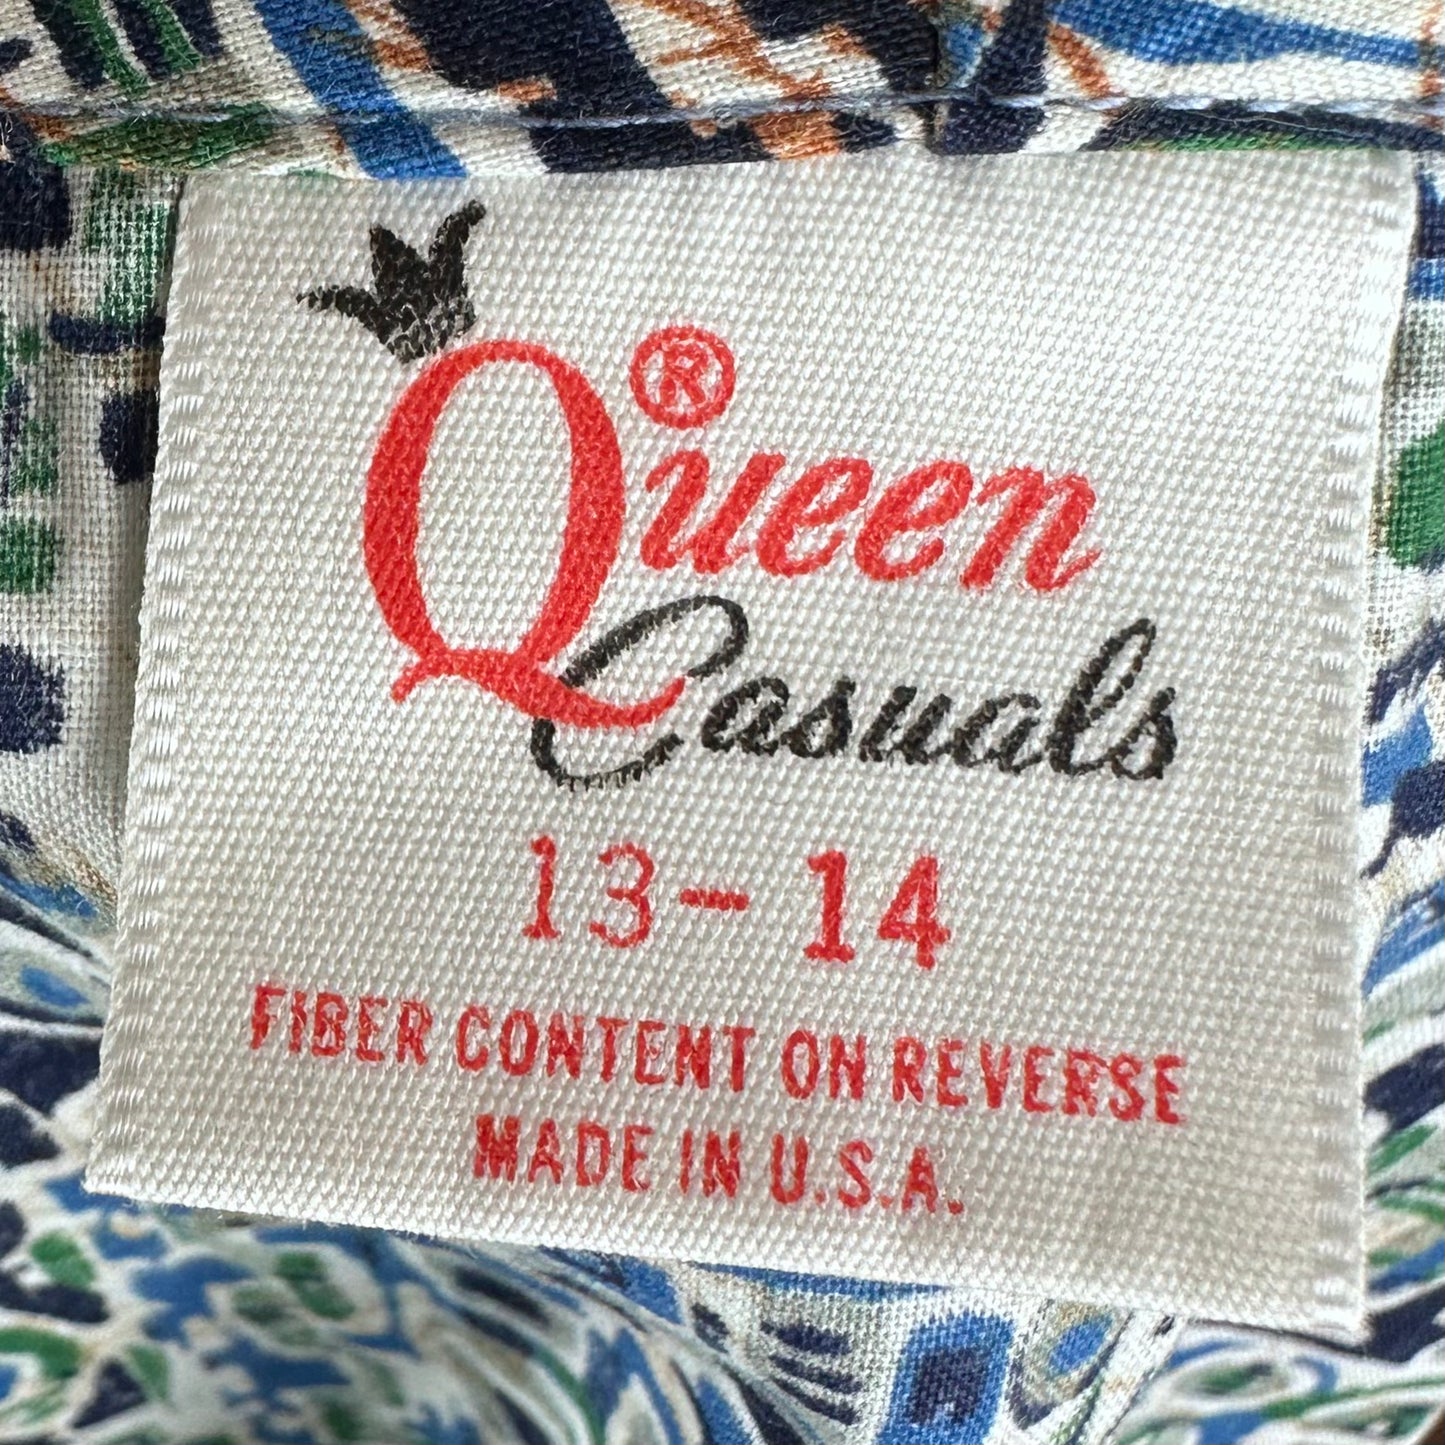 Queen®
Casuals
13-14
FIBER CONTENT ON REVERSE
MADE IN U.S.A.